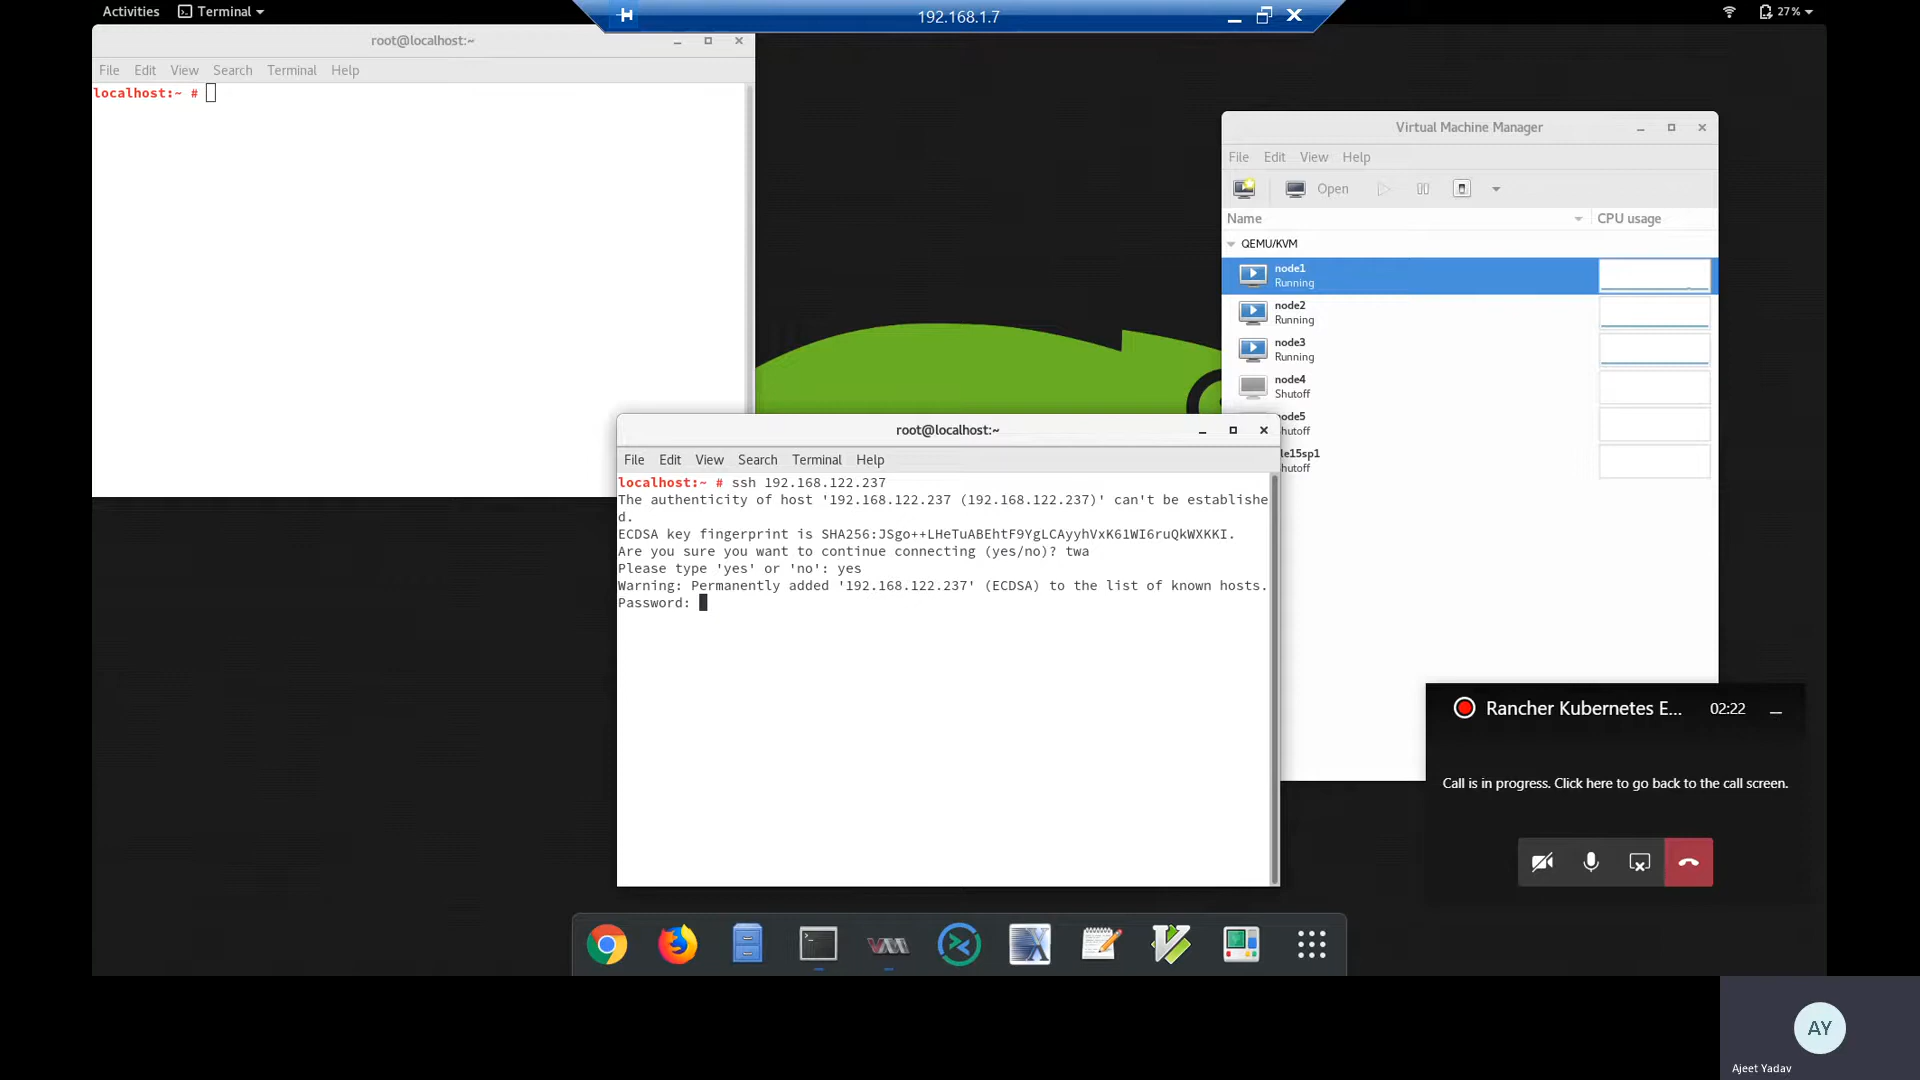 Activities
Terminal
192.168.1.7
27%
root@localhost:~
File Edit View Search Terminal Help
localhost:~ #
Virtual Machine Manager
File Edit View Help
Open
Name CPU usage
QEMU/KVM
node1
Running
node2
Running
node3
Running
node4
Shutoff
node5
hutoff
le15sp1
hutoff
root@localhost:~
File Edit View Search Terminal Help
localhost:~ # ssh 192.168.122.237
The authenticity of host '192.168.122.237 (192.168.122.237)' can't be establishe
d.
ECDSA key fingerprint is SHA256:JSgo++LHeTuABEhtF9YgLCAyyhVxK61WI6ruQkWXKKI.
Are you sure you want to continue connecting (yes/no)? twa
Please type 'yes' or 'no': yes
Warning: Permanently added '192.168.122.237' (ECDSA) to the list of known hosts.
Password:
Rancher Kubernetes E... 02:22
Call is in progress. Click here to go back to the call screen.
AY
Ajeet Yadav